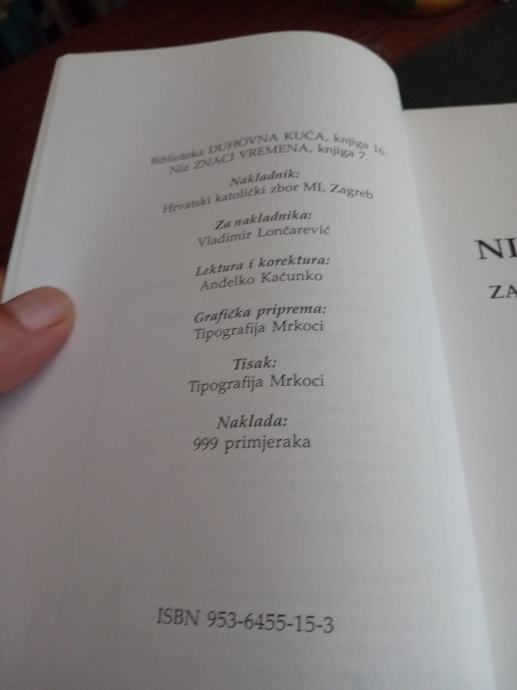 Biblioteka DUHOVNA KUĆA, knjiga 16.
Niz ZNACI VREMENA, knjiga 7.
Nakladnik:
Hrvatski katolički zbor MI, Zagreb
Za nakladnika:
Vladimir Lončarević
Lektura i korektura:
Anđelko Kaćunko
Grafička priprema:
Tipografija Mrkoci
Tisak:
Tipografija Mrkoci
Naklada:
999 primjeraka
ISBN 953-6455-15-3
NI
ZA